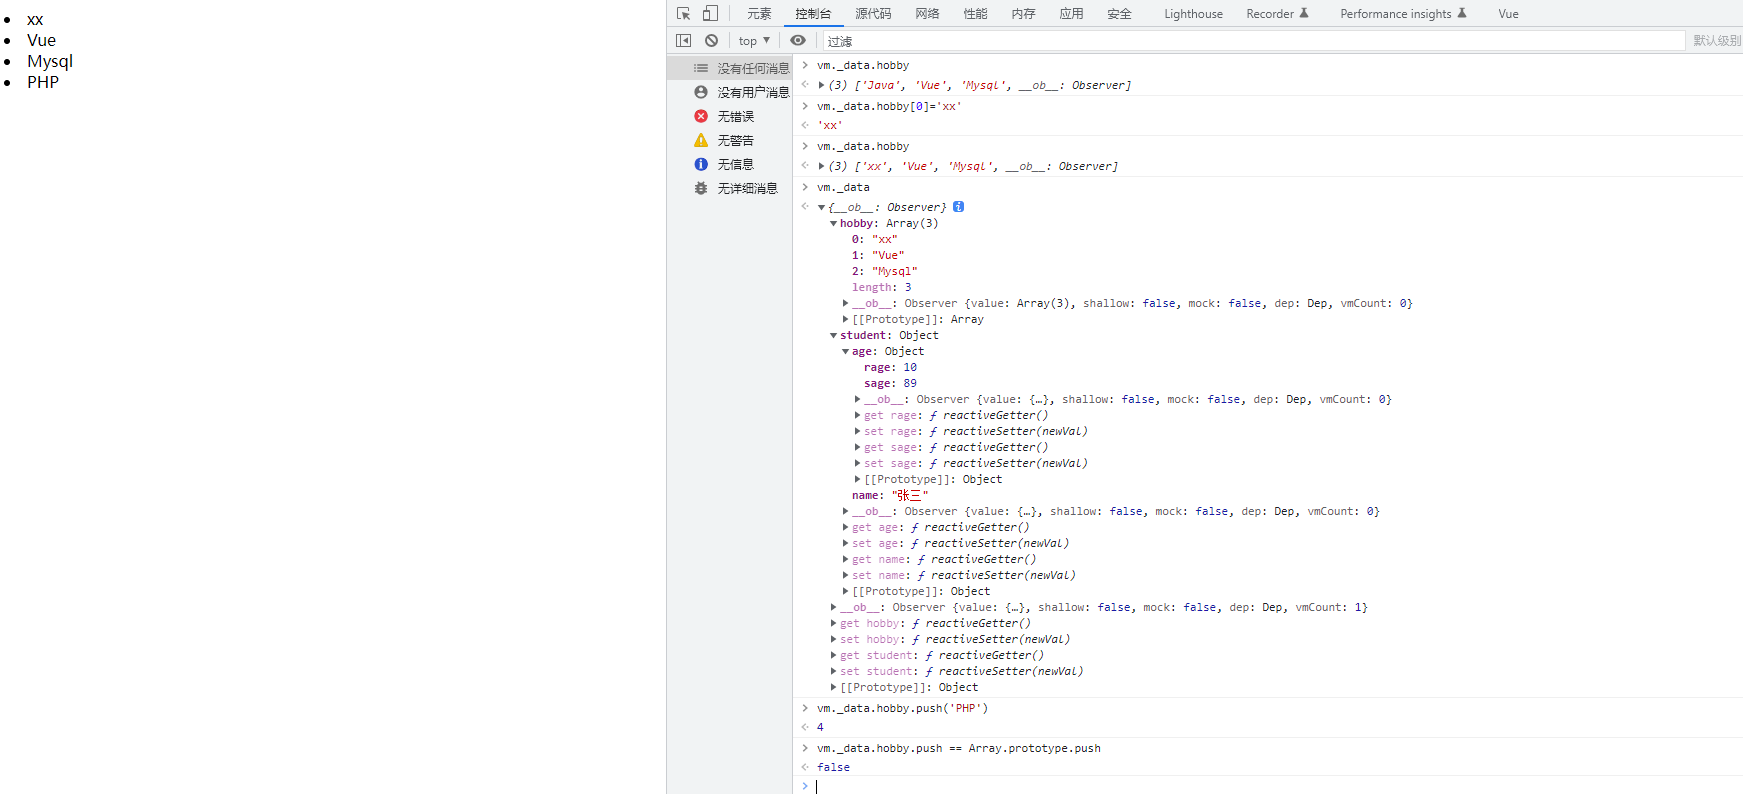 xx
Vue
Mysql
PHP
元素 控制台 源代码 网络 性能 内存 应用 安全 Lighthouse Recorder Performance insights Vue
top 过滤 默认级别
没有任何消息
没有用户消息
无错误
无警告
无信息
无详细消息
vm._data.hobby
(3) ['Java', 'Vue', 'Mysql', __ob__: Observer]
vm._data.hobby[0]='xx'
'xx'
vm._data.hobby
(3) ['xx', 'Vue', 'Mysql', __ob__: Observer]
vm._data
{__ob__: Observer}
hobby: Array(3)
0: "xx"
1: "Vue"
2: "Mysql"
length: 3
__ob__: Observer {value: Array(3), shallow: false, mock: false, dep: Dep, vmCount: 0}
[[Prototype]]: Array
student: Object
age: Object
rage: 10
sage: 89
__ob__: Observer {value: {…}, shallow: false, mock: false, dep: Dep, vmCount: 0}
get rage: ƒ reactiveGetter()
set rage: ƒ reactiveSetter(newVal)
get sage: ƒ reactiveGetter()
set sage: ƒ reactiveSetter(newVal)
[[Prototype]]: Object
name: "张三"
__ob__: Observer {value: {…}, shallow: false, mock: false, dep: Dep, vmCount: 0}
get age: ƒ reactiveGetter()
set age: ƒ reactiveSetter(newVal)
get name: ƒ reactiveGetter()
set name: ƒ reactiveSetter(newVal)
[[Prototype]]: Object
__ob__: Observer {value: {…}, shallow: false, mock: false, dep: Dep, vmCount: 1}
get hobby: ƒ reactiveGetter()
set hobby: ƒ reactiveSetter(newVal)
get student: ƒ reactiveGetter()
set student: ƒ reactiveSetter(newVal)
[[Prototype]]: Object
vm._data.hobby.push('PHP')
4
vm._data.hobby.push == Array.prototype.push
false